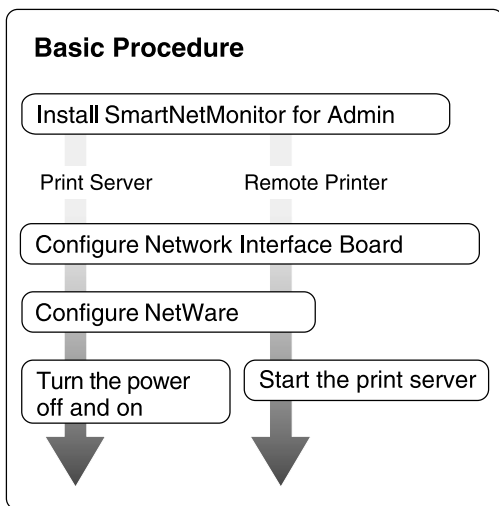 Basic Procedure
Install SmartNetMonitor for Admin
Print Server
Remote Printer
Configure Network Interface Board
Configure NetWare
Turn the power
off and on
Start the print server